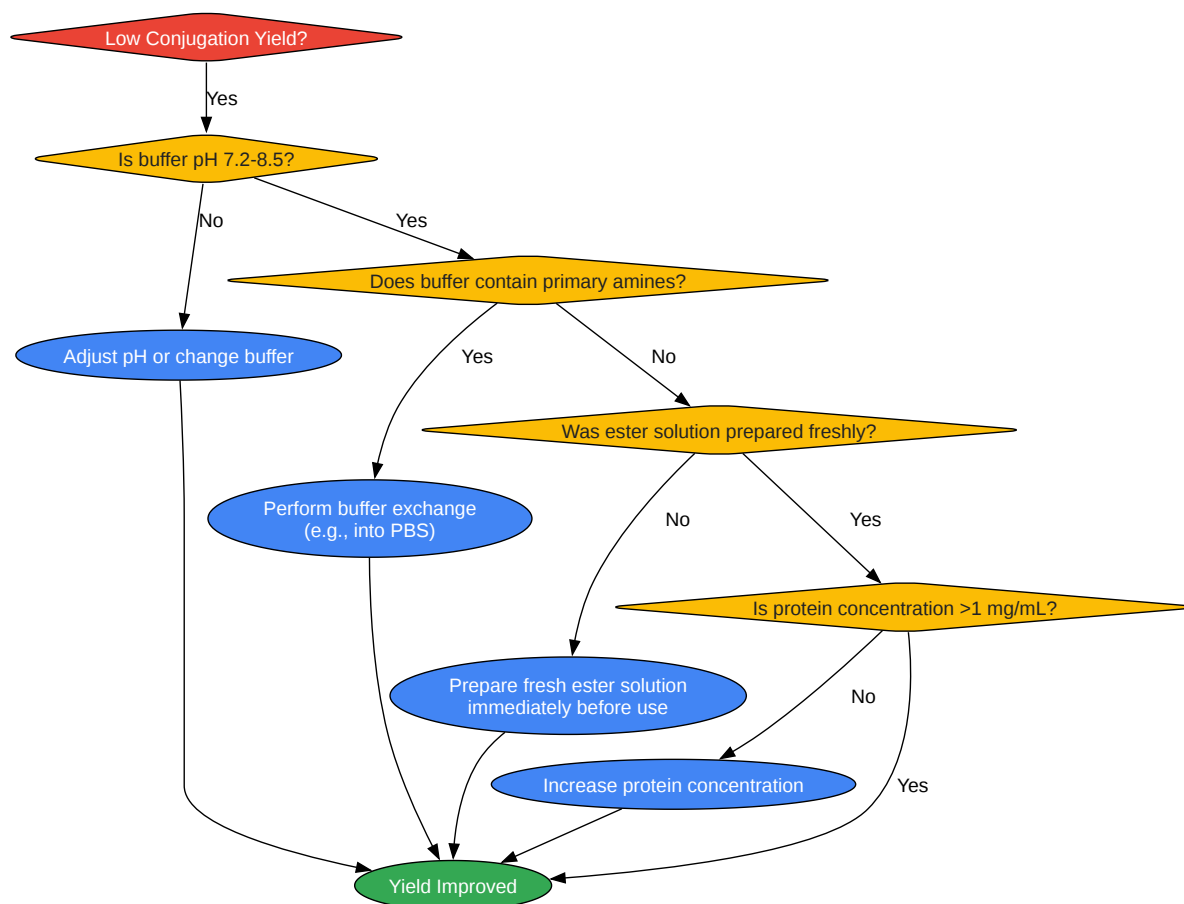 Low Conjugation Yield?
Yes
Is buffer pH 7.2-8.5?
No
Yes
Does buffer contain primary amines?
Adjust pH or change buffer
Yes
No
Was ester solution prepared freshly?
Perform buffer exchange
(e.g., into PBS)
No
Yes
Is protein concentration >1 mg/mL?
Prepare fresh ester solution
immediately before use
No
Increase protein concentration
Yes
Yield Improved